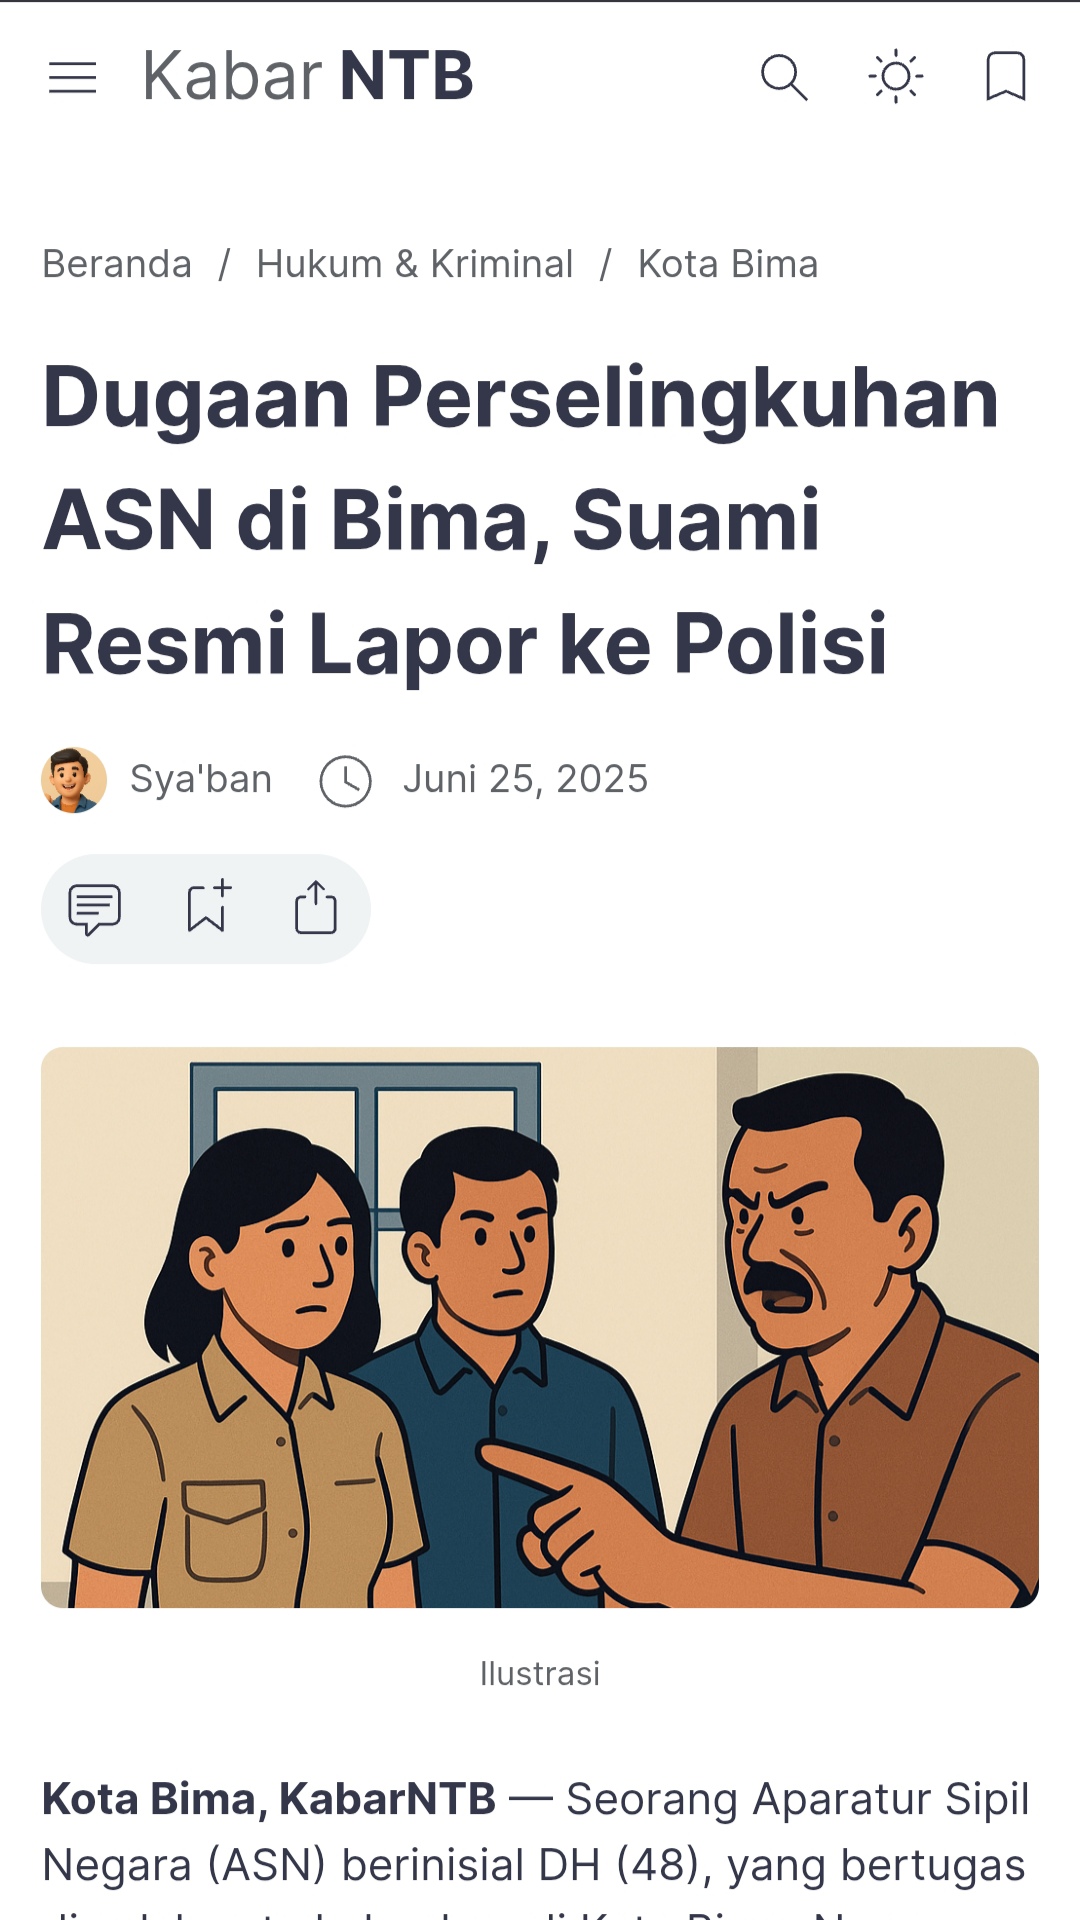 Kabar NTB
Beranda / Hukum & Kriminal / Kota Bima
Dugaan Perselingkuhan
ASN di Bima, Suami
Resmi Lapor ke Polisi
Sya'ban Juni 25, 2025
Ilustrasi
Kota Bima, KabarNTB — Seorang Aparatur Sipil
Negara (ASN) berinisial DH (48), yang bertugas